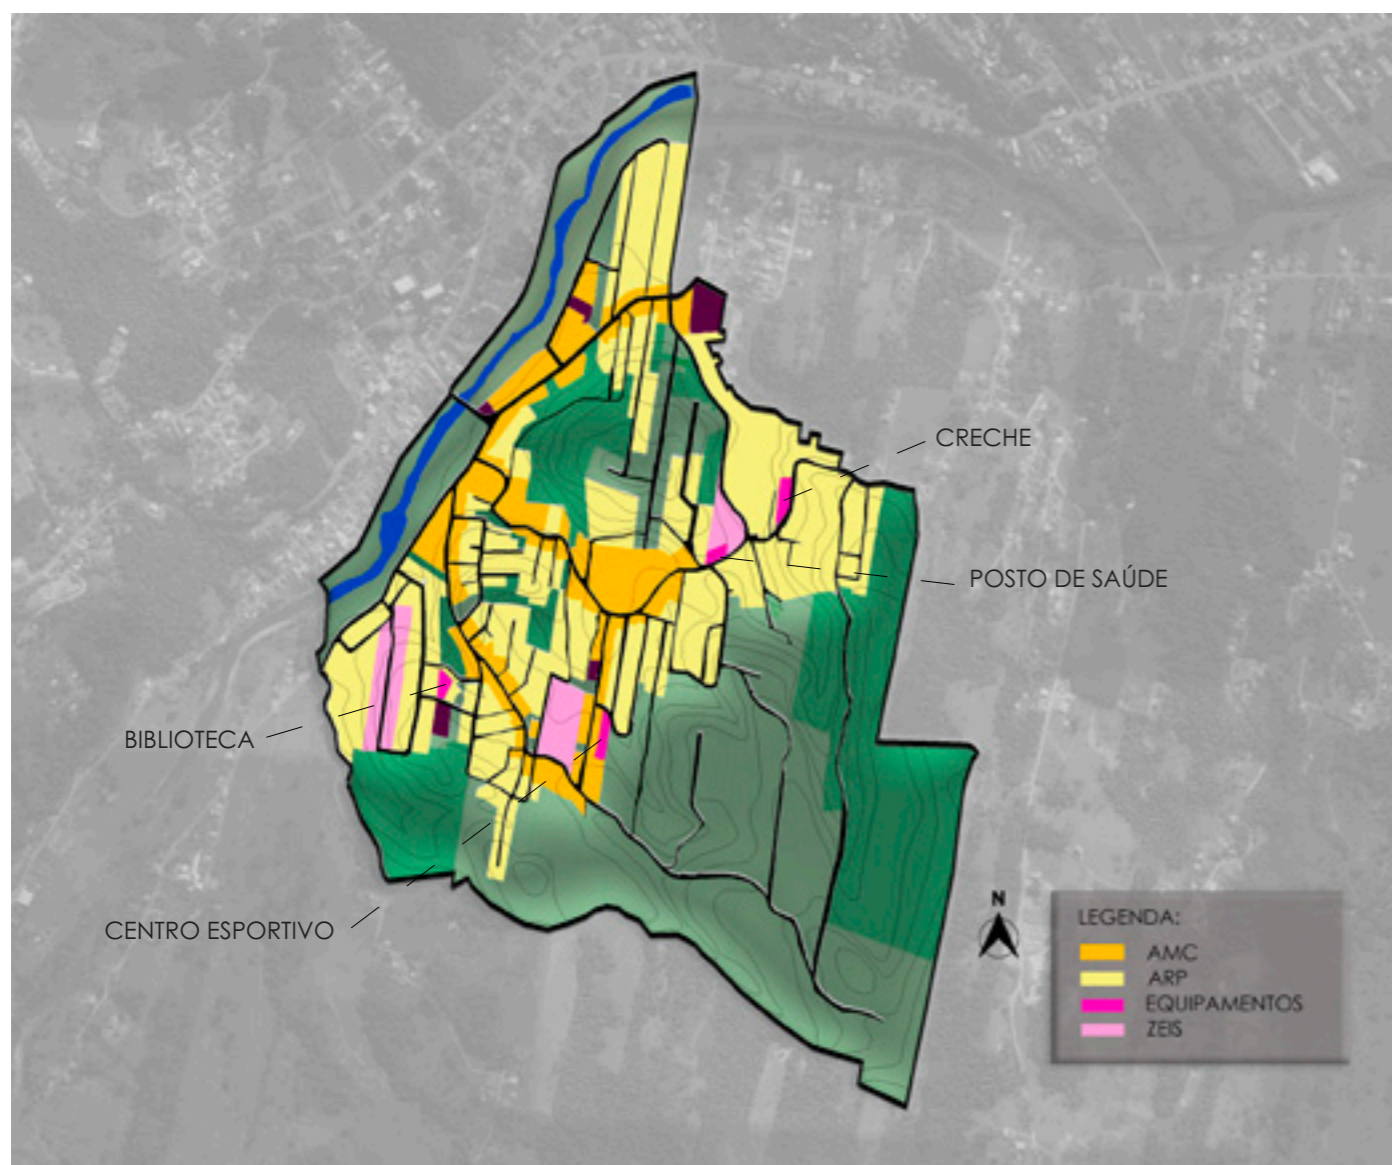 CRECHE
POSTO DE SAÚDE
BIBLIOTECA
CENTRO ESPORTIVO
N
LEGENDA:
AMC
ARP
EQUIPAMENTOS
ZEIS